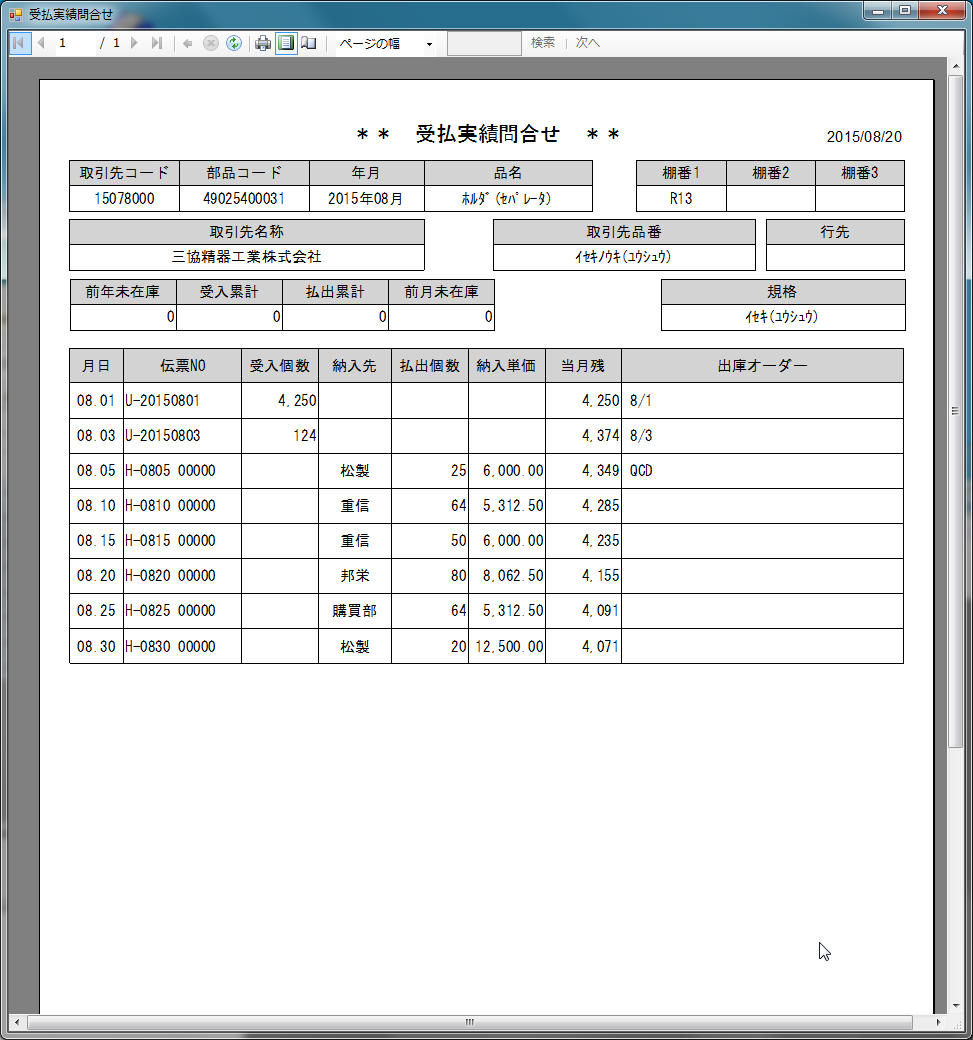 受払実績問合せ
1 / 1 ページの幅 検索 次へ
** 受払実績問合せ **
2015/08/20
取引先コード 部品コード 年月 品名 棚番1 棚番2 棚番3
15078000 49025400031 2015年08月 ﾎﾙﾀﾞ(ｾﾊﾟﾚｰﾀ) R13
取引先名称 取引先品番 行先
三協精器工業株式会社 ｲｾｷﾉｳｷ(ﾕｳｼｭｳ)
前年末在庫 受入累計 払出累計 前月末在庫 規格
0 0 0 0 ｲｾｷ(ﾕｳｼｭｳ)
月日 伝票NO 受入個数 納入先 払出個数 納入単価 当月残 出庫オーダー
08.01 U-20150801 4,250 4,250 8/1
08.03 U-20150803 124 4,374 8/3
08.05 H-0805 00000 松製 25 6,000.00 4,349 QCD
08.10 H-0810 00000 重信 64 5,312.50 4,285
08.15 H-0815 00000 重信 50 6,000.00 4,235
08.20 H-0820 00000 邦栄 80 8,062.50 4,155
08.25 H-0825 00000 購買部 64 5,312.50 4,091
08.30 H-0830 00000 松製 20 12,500.00 4,071